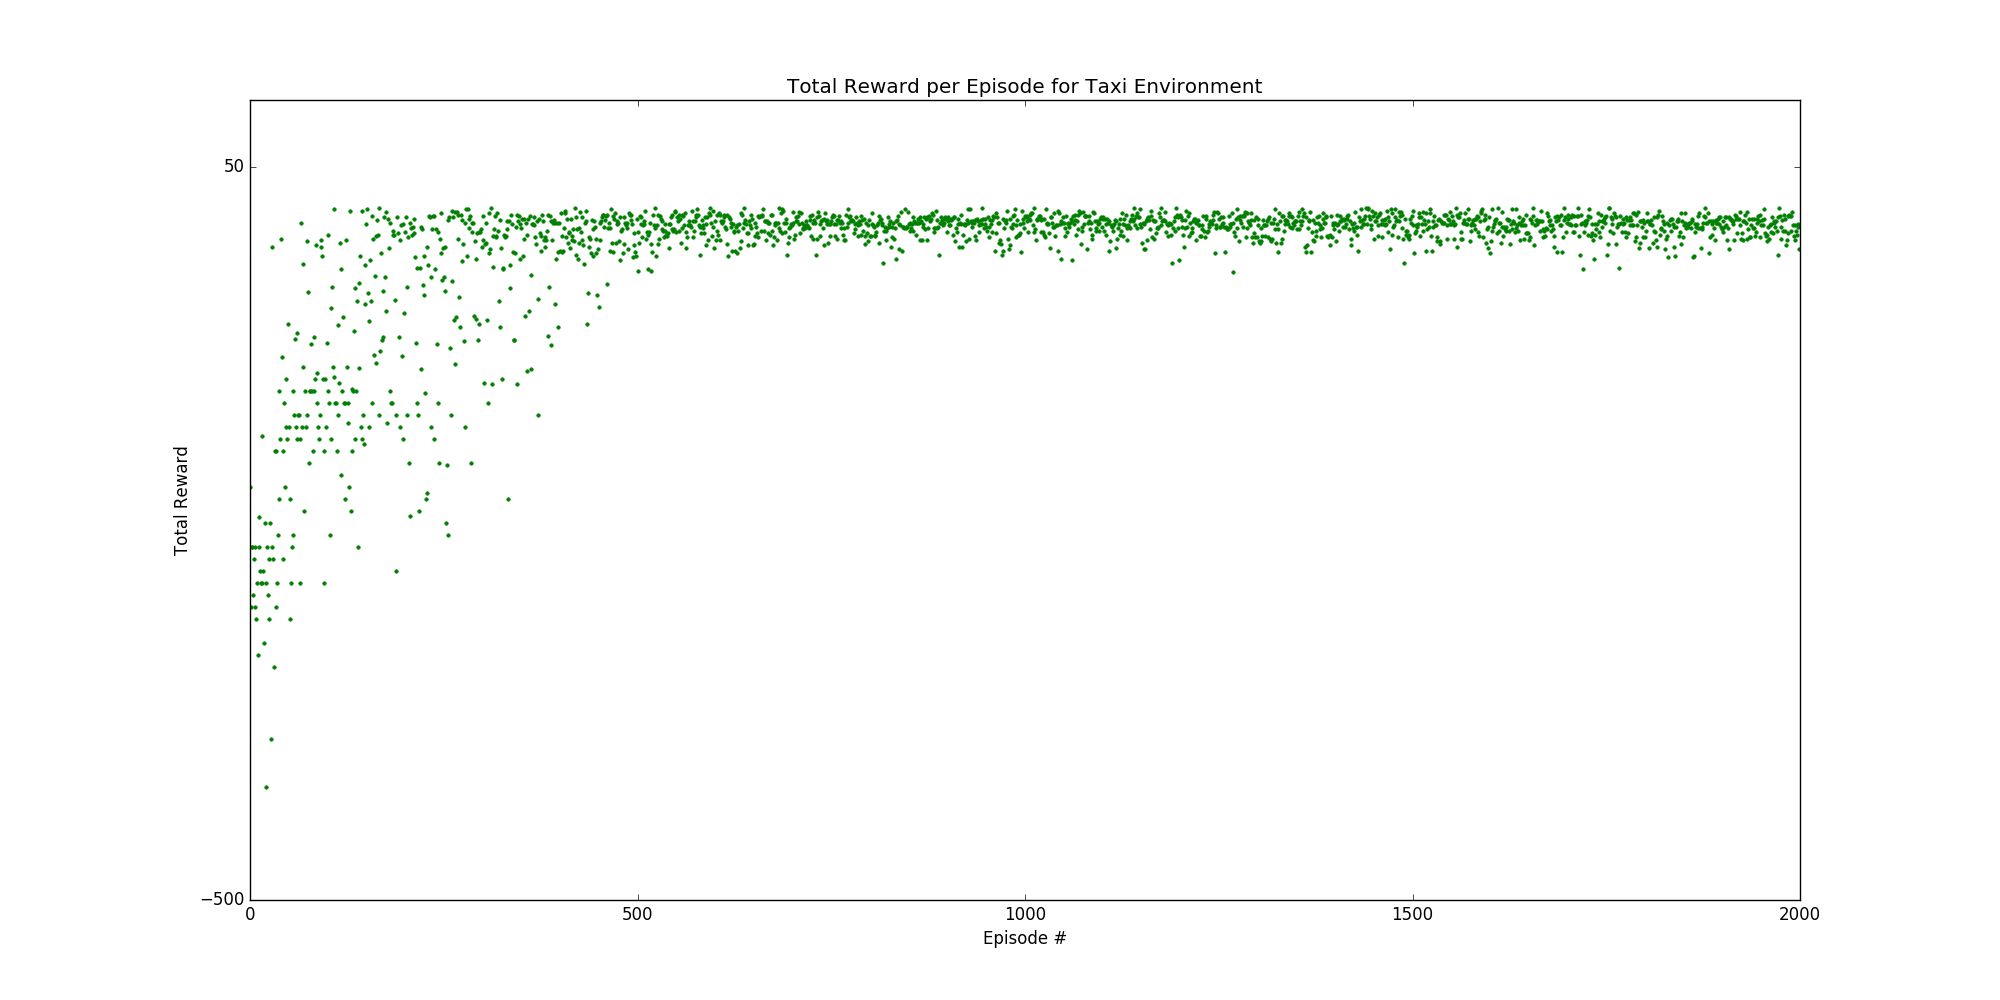 Total Reward per Episode for Taxi Environment
50
Total Reward
−500
0 500 1000 1500 2000
Episode #